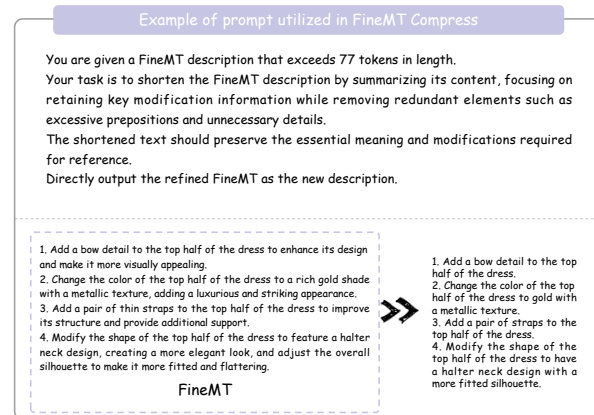 Example of prompt utilized in FineMT Compress
You are given a FineMT description that exceeds 77 tokens in length.
Your task is to shorten the FineMT description by summarizing its content, focusing on
retaining key modification information while removing redundant elements such as
excessive prepositions and unnecessary details.
The shortened text should preserve the essential meaning and modifications required
for reference.
Directly output the refined FineMT as the new description.
1. Add a bow detail to the top half of the dress to enhance its design
and make it more visually appealing.
2. Change the color of the top half of the dress to a rich gold shade
with a metallic texture, adding a luxurious and striking appearance.
3. Add a pair of thin straps to the top half of the dress to improve
its structure and provide additional support.
4. Modify the shape of the top half of the dress to feature a halter
neck design, creating a more elegant look, and adjust the overall
silhouette to make it more fitted and flattering.
FineMT
1. Add a bow detail to the top
half of the dress.
2. Change the color of the top
half of the dress to gold with
a metallic texture.
3. Add a pair of straps to the
top half of the dress.
4. Modify the shape of the
top half of the dress to have
a halter neck design with a
more fitted silhouette.